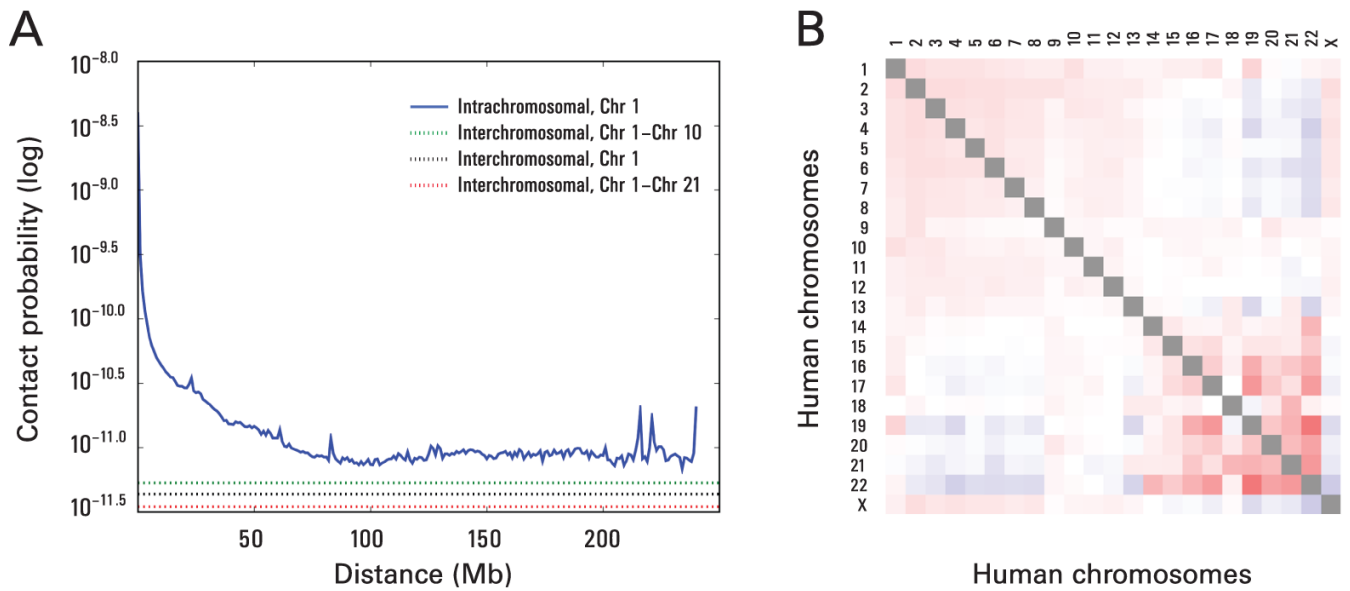 A
Contact probability (log)
10^-8.0
10^-8.5
10^-9.0
10^-9.5
10^-10.0
10^-10.5
10^-11.0
10^-11.5
50 100 150 200
Distance (Mb)
Intrachromosomal, Chr 1
Interchromosomal, Chr 1–Chr 10
Interchromosomal, Chr 1
Interchromosomal, Chr 1–Chr 21
B
1 2 3 4 5 6 7 8 9 10 11 12 13 14 15 16 17 18 19 20 21 22 X
Human chromosomes
1
2
3
4
5
6
7
8
9
10
11
12
13
14
15
16
17
18
19
20
21
22
X
Human chromosomes